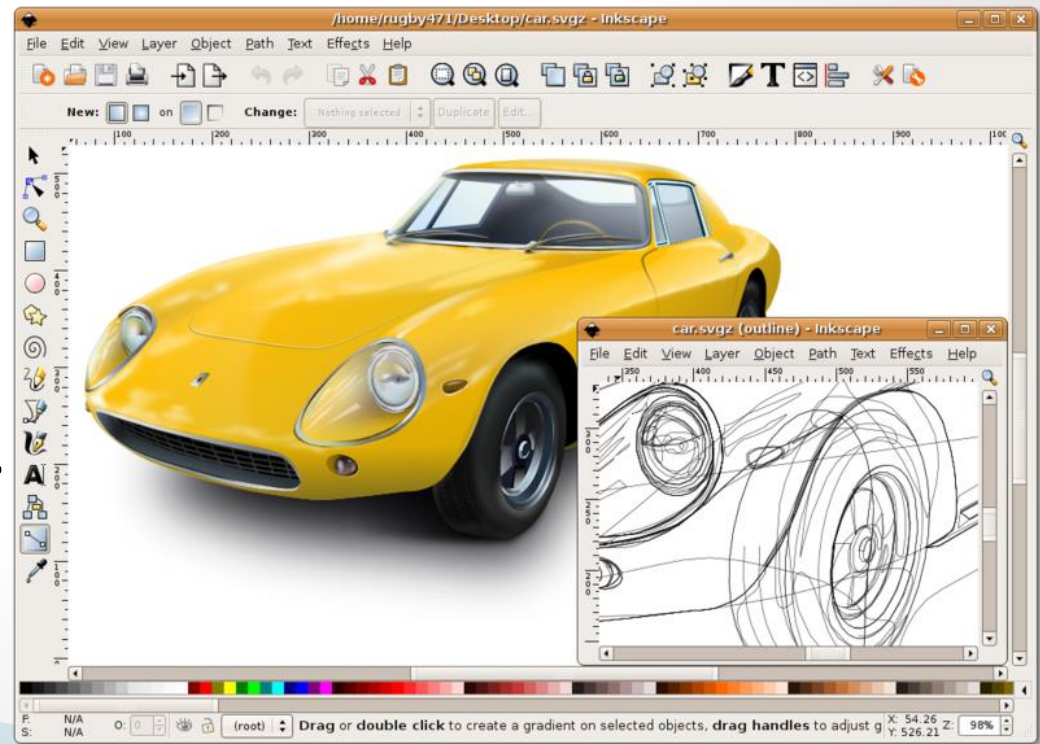 /home/rugby471/Desktop/car.svgz - Inkscape
File Edit View Layer Object Path Text Effects Help
New: on Change: Nothing selected Duplicate Edit...
100 200 300 400 500 600 700 800 900
car.svgz (outline) - Inkscape
File Edit View Layer Object Path Text Effects Help
350 400 450 500 550
F: N/A
S: N/A
O: 0
(root)
Drag or double click to create a gradient on selected objects, drag handles to adjust g
X: 54.26
Y: 526.21
Z: 98%